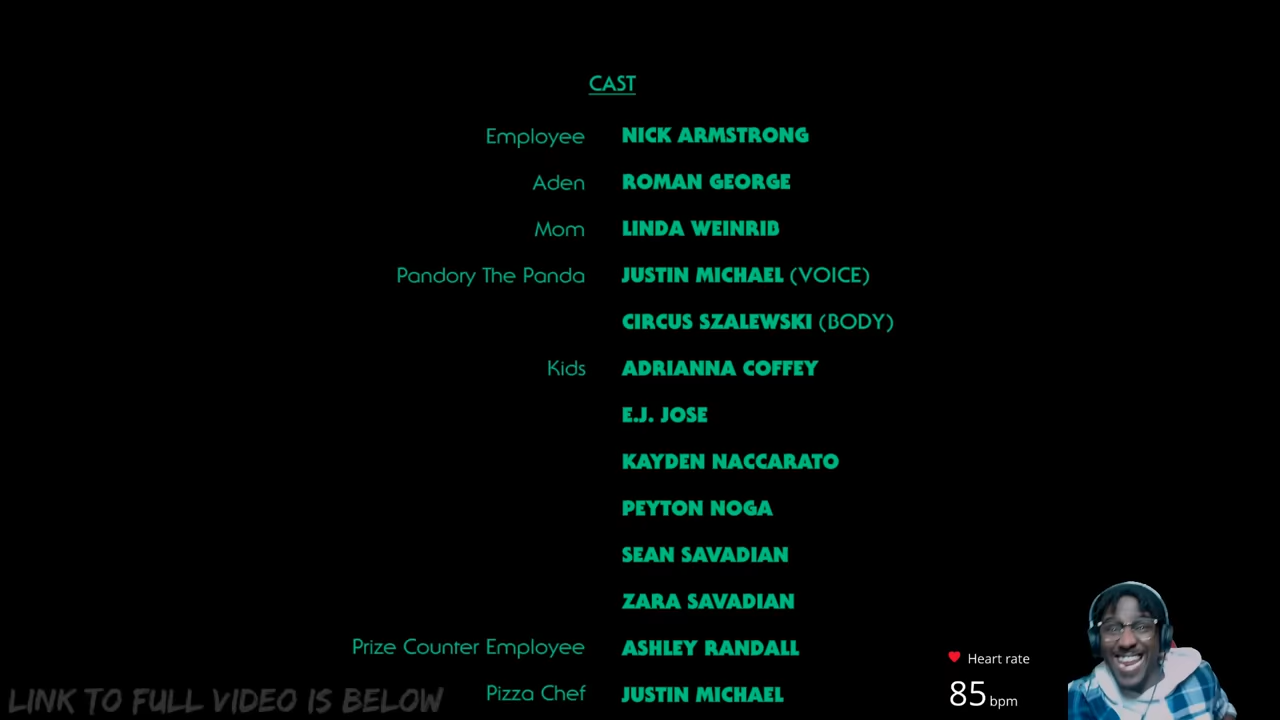 CAST
Employee NICK ARMSTRONG
Aden ROMAN GEORGE
Mom LINDA WEINRIB
Pandory The Panda JUSTIN MICHAEL (VOICE)
CIRCUS SZALEWSKI (BODY)
Kids ADRIANNA COFFEY
E.J. JOSE
KAYDEN NACCARATO
PEYTON NOGA
SEAN SAVADIAN
ZARA SAVADIAN
Prize Counter Employee ASHLEY RANDALL
Pizza Chef JUSTIN MICHAEL
Heart rate
85 bpm
LINK TO FULL VIDEO IS BELOW